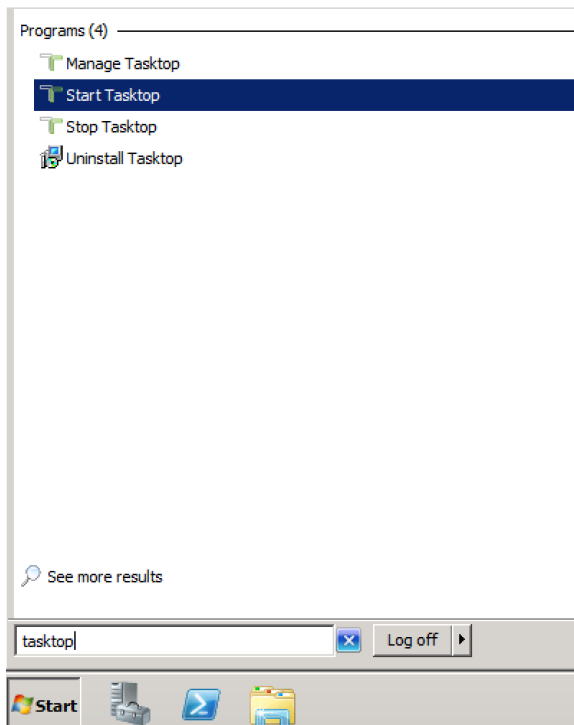 Programs (4)
Manage Tasktop
Start Tasktop
Stop Tasktop
Uninstall Tasktop
See more results
tasktop
Log off
Start